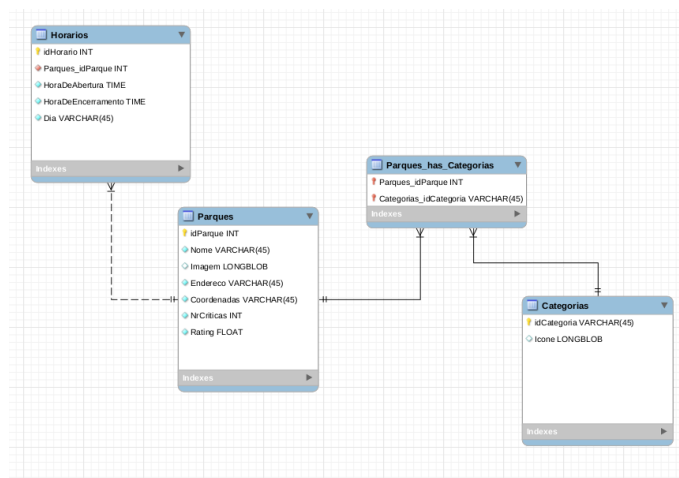 Horarios
idHorario INT
Parques_idParque INT
HoraDeAbertura TIME
HoraDeEncerramento TIME
Dia VARCHAR(45)
Indexes
Parques_has_Categorias
Parques_idParque INT
Categorias_idCategoria VARCHAR(45)
Indexes
Parques
idParque INT
Nome VARCHAR(45)
Imagem LONGBLOB
Endereco VARCHAR(45)
Coordenadas VARCHAR(45)
NrCriticas INT
Rating FLOAT
Indexes
Categorias
idCategoria VARCHAR(45)
Icone LONGBLOB
Indexes